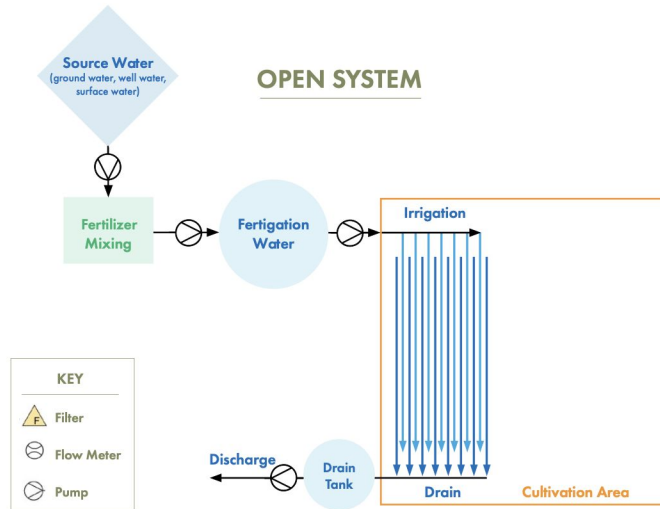 Source Water
(ground water, well water,
surface water)
OPEN SYSTEM
Fertilizer
Mixing
Fertigation
Water
Irrigation
KEY
F
Filter
Flow Meter
Pump
Discharge
Drain
Tank
Drain
Cultivation Area